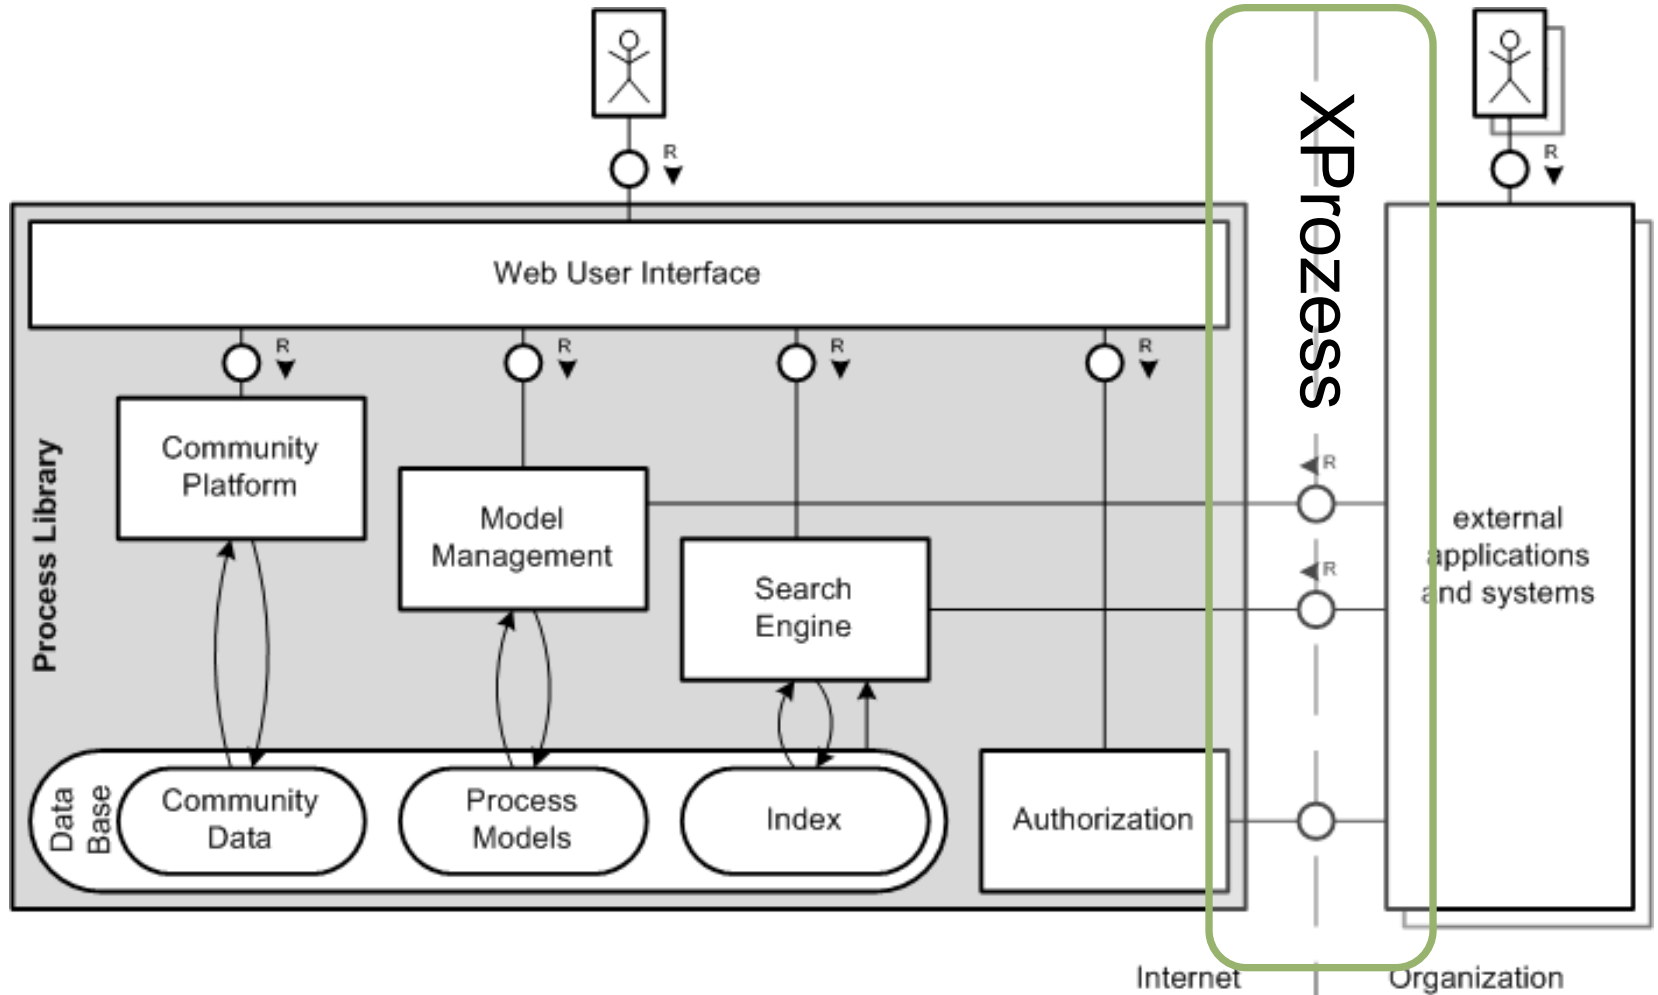 R
R
XProzess
Web User Interface
R
R
R
R
Process Library
Community
Platform
Model
Management
Search
Engine
R
R
external
applications
and systems
Data
Base
Community
Data
Process
Models
Index
Authorization
Internet
Organization